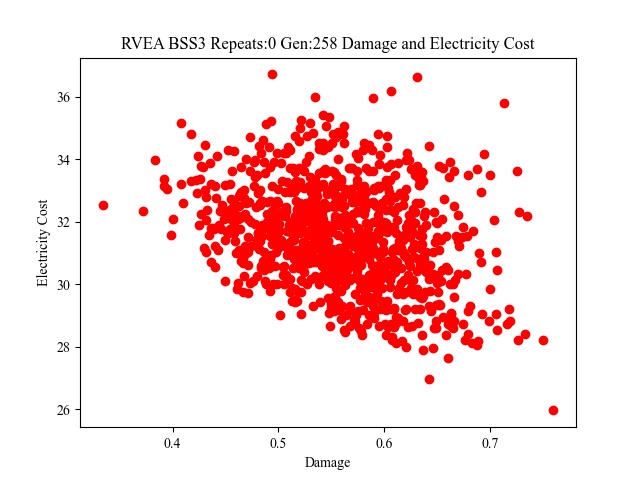 RVEA BSS3 Repeats:0 Gen:258 Damage and Electricity Cost
36
34
32
30
28
26
Electricity Cost
0.4 0.5 0.6 0.7
Damage